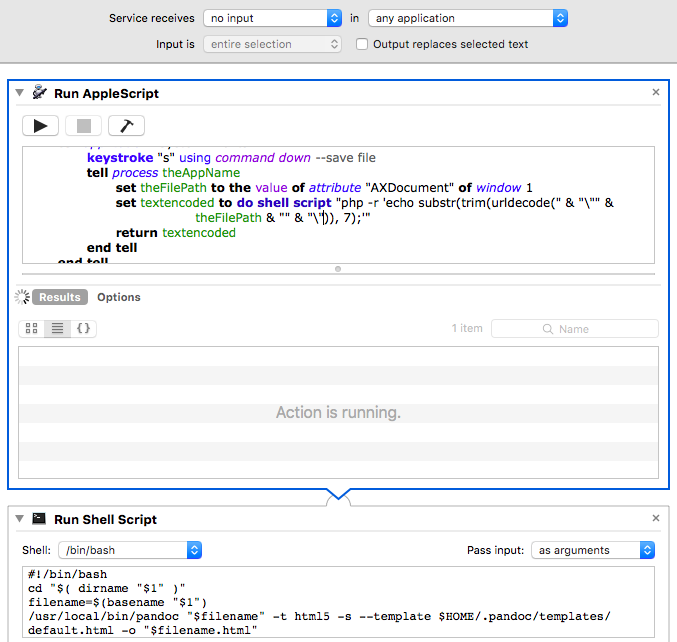 Service receives no input in any application
Input is entire selection Output replaces selected text
Run AppleScript
keystroke "s" using command down --save file
tell process theAppName
set theFilePath to the value of attribute "AXDocument" of window 1
set textencoded to do shell script "php -r 'echo substr(trim(urldecode(" & "\"" &
theFilePath & "" & "\")), 7);'"
return textencoded
end tell
end tell
Results Options
{} 1 item Name
Action is running.
Run Shell Script
Shell: /bin/bash Pass input: as arguments
#!/bin/bash
cd "$( dirname "$1" )"
filename=$(basename "$1")
/usr/local/bin/pandoc "$filename" -t html5 -s --template $HOME/.pandoc/templates/
default.html -o "$filename.html"